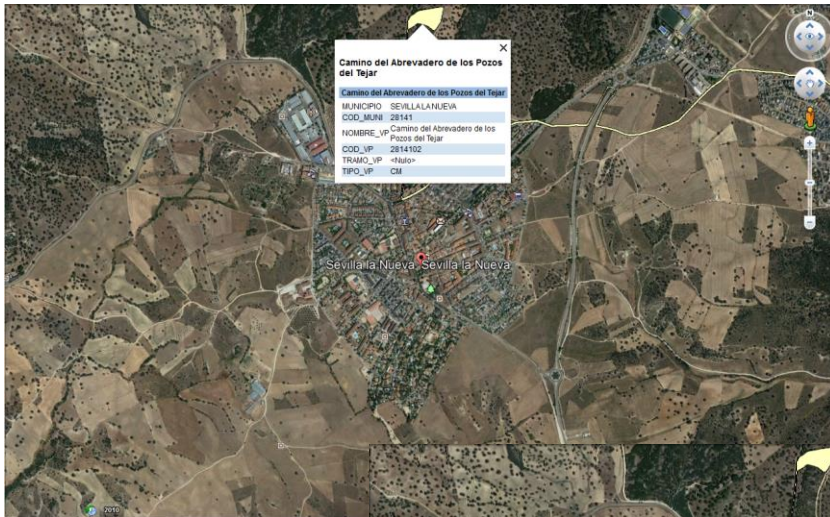 N
Camino del Abrevadero de los Pozos
del Tejar
Camino del Abrevadero de los Pozos del Tejar
MUNICIPIO SEVILLA LA NUEVA
COD_MUNI 28141
NOMBRE_VP Camino del Abrevadero de los
Pozos del Tejar
COD_VP 2814102
TRAMO_VP <Nulo>
TIPO_VP CM
Sevilla la Nueva, Sevilla la Nueva
2010